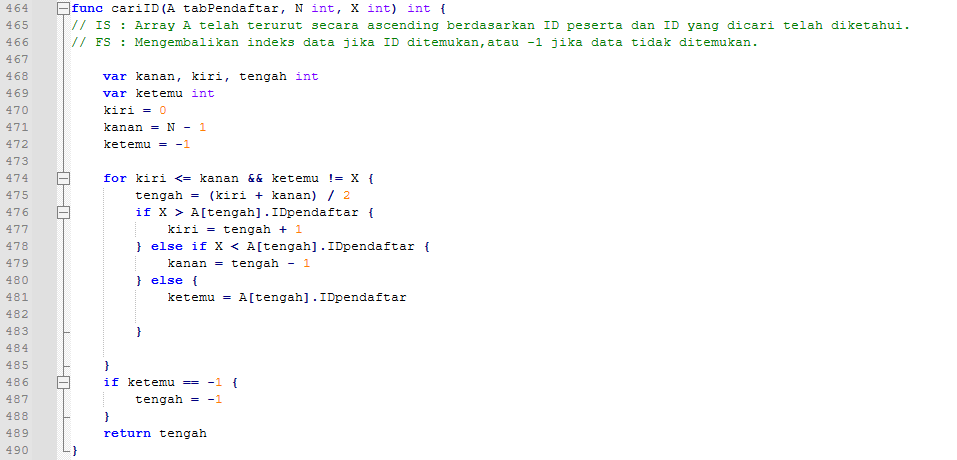 464 func cariID(A tabPendaftar, N int, X int) int {
465 // IS : Array A telah terurut secara ascending berdasarkan ID peserta dan ID yang dicari telah diketahui.
466 // FS : Mengembalikan indeks data jika ID ditemukan,atau -1 jika data tidak ditemukan.
467
468     var kanan, kiri, tengah int
469     var ketemu int
470     kiri = 0
471     kanan = N - 1
472     ketemu = -1
473
474     for kiri <= kanan && ketemu != X {
475         tengah = (kiri + kanan) / 2
476         if X > A[tengah].IDpendaftar {
477             kiri = tengah + 1
478         } else if X < A[tengah].IDpendaftar {
479             kanan = tengah - 1
480         } else {
481             ketemu = A[tengah].IDpendaftar
482
483         }
484
485     }
486     if ketemu == -1 {
487         tengah = -1
488     }
489     return tengah
490 }